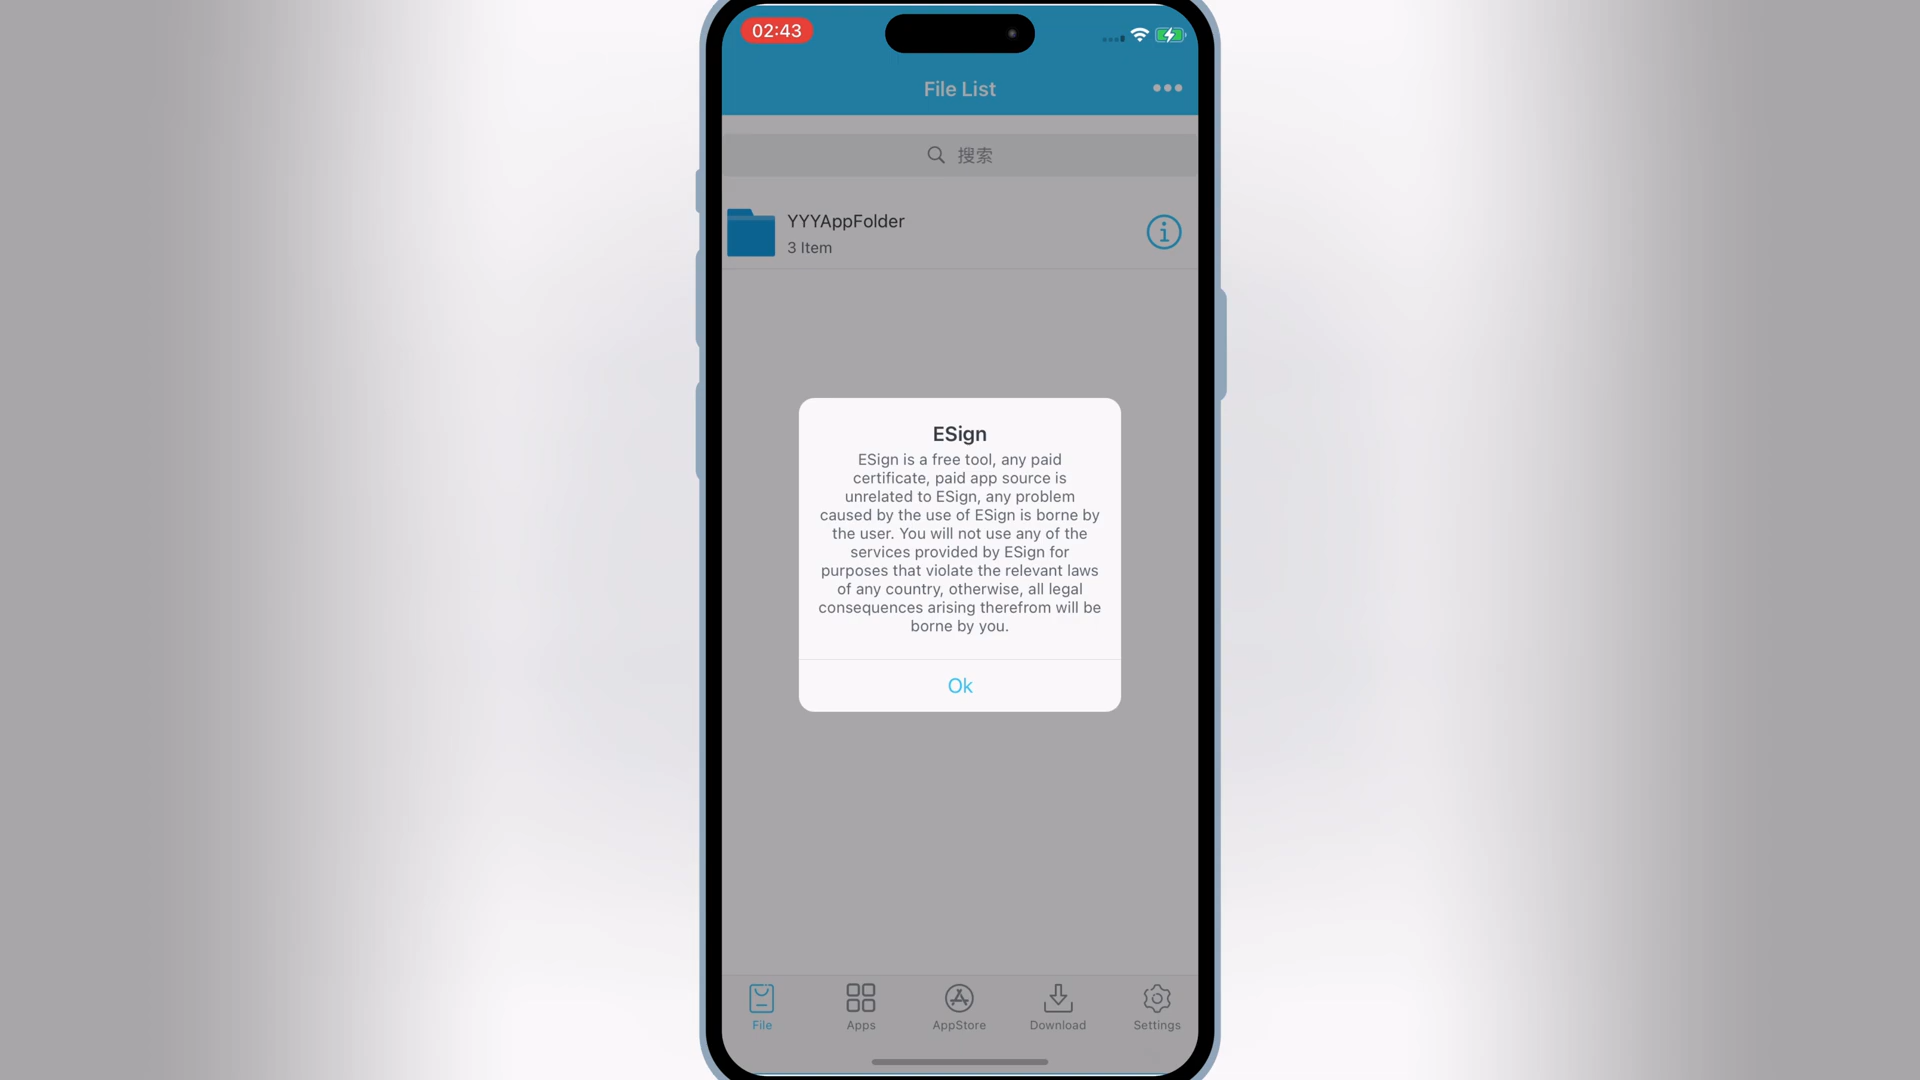 02:43
File List
搜索
YYYAppFolder
3 Item
ESign
ESign is a free tool, any paid
certificate, paid app source is
unrelated to ESign, any problem
caused by the use of ESign is borne by
the user. You will not use any of the
services provided by ESign for
purposes that violate the relevant laws
of any country, otherwise, all legal
consequences arising therefrom will be
borne by you.
Ok
File
Apps
AppStore
Download
Settings